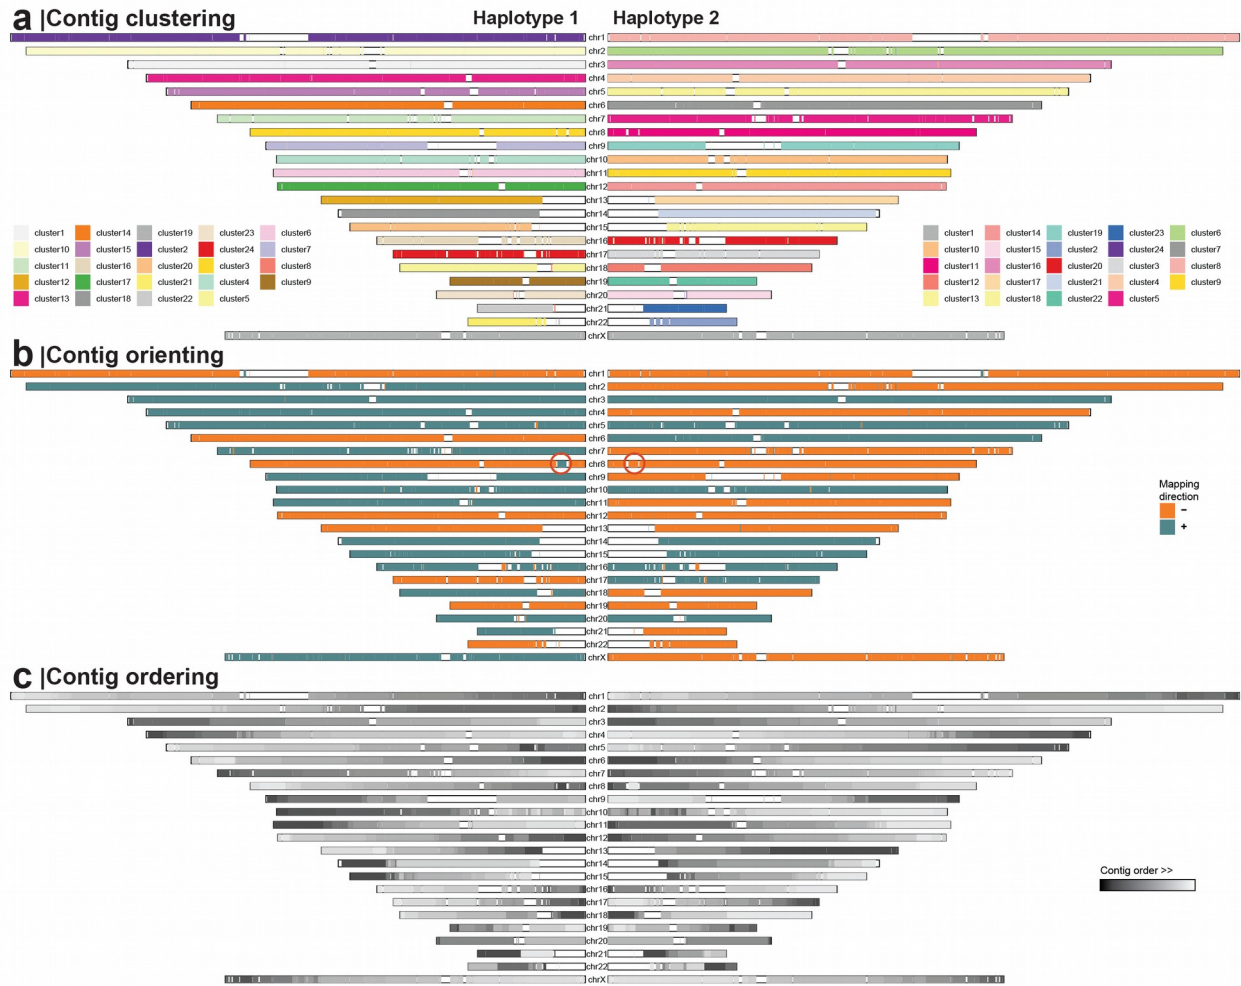 a |Contig clustering
Haplotype 1 Haplotype 2
chr1
chr2
chr3
chr4
chr5
chr6
chr7
chr8
chr9
chr10
chr11
chr12
chr13
chr14
chr15
chr16
chr17
chr18
chr19
chr20
chr21
chr22
chrX
cluster1 cluster14 cluster19 cluster23 cluster6
cluster10 cluster15 cluster2 cluster24 cluster7
cluster11 cluster16 cluster20 cluster3 cluster8
cluster12 cluster17 cluster21 cluster4 cluster9
cluster13 cluster18 cluster22 cluster5
cluster1 cluster14 cluster19 cluster23 cluster6
cluster10 cluster15 cluster2 cluster24 cluster7
cluster11 cluster16 cluster20 cluster3 cluster8
cluster12 cluster17 cluster21 cluster4 cluster9
cluster13 cluster18 cluster22 cluster5
b |Contig orienting
chr1
chr2
chr3
chr4
chr5
chr6
chr7
chr8
chr9
chr10
chr11
chr12
chr13
chr14
chr15
chr16
chr17
chr18
chr19
chr20
chr21
chr22
chrX
Mapping
direction
−
+
c |Contig ordering
chr1
chr2
chr3
chr4
chr5
chr6
chr7
chr8
chr9
chr10
chr11
chr12
chr13
chr14
chr15
chr16
chr17
chr18
chr19
chr20
chr21
chr22
chrX
Contig order >>